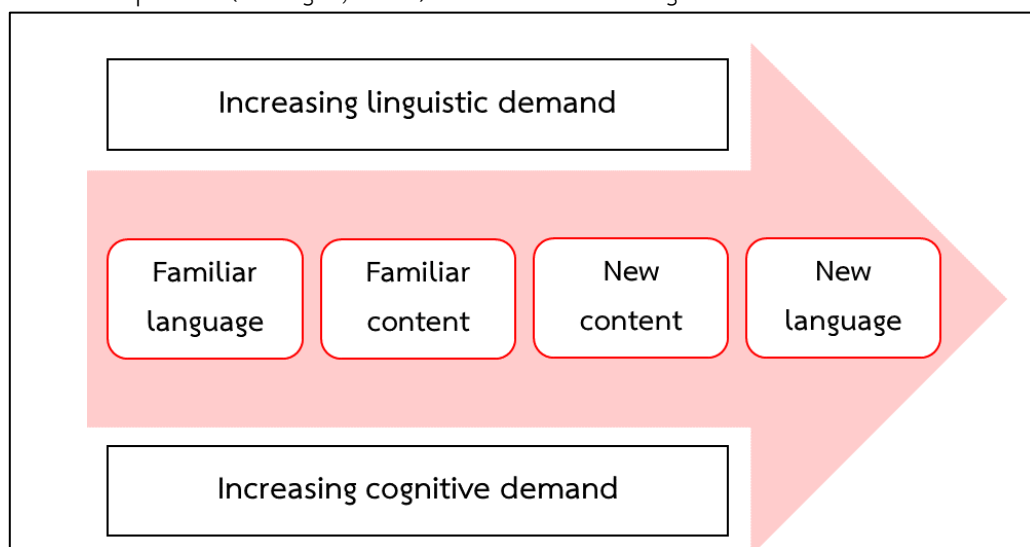 Increasing linguistic demand
Familiar
language
Familiar
content
New
content
New
language
Increasing cognitive demand